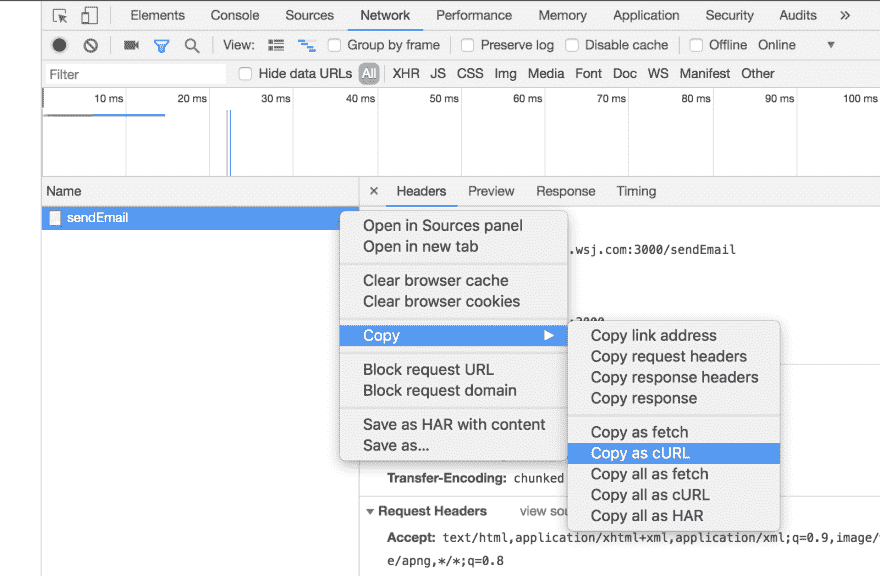 Elements Console Sources Network Performance Memory Application Security Audits »
View: Group by frame Preserve log Disable cache Offline Online ▼
Filter Hide data URLs All XHR JS CSS Img Media Font Doc WS Manifest Other
10 ms 20 ms 30 ms 40 ms 50 ms 60 ms 70 ms 80 ms 90 ms 100 ms
Name × Headers Preview Response Timing
sendEmail
Open in Sources panel
Open in new tab
.wsj.com:3000/sendEmail
Clear browser cache
Clear browser cookies
Copy ▶
Copy link address
Copy request headers
Copy response headers
Copy response
Block request URL
Block request domain
Save as HAR with content
Save as...
Copy as fetch
Copy as cURL
Copy all as fetch
Copy all as cURL
Copy all as HAR
Transfer-Encoding: chunked
▼ Request Headers view
Accept: text/html,application/xhtml+xml,application/xml;q=0.9,image/
e/apng,*/*;q=0.8